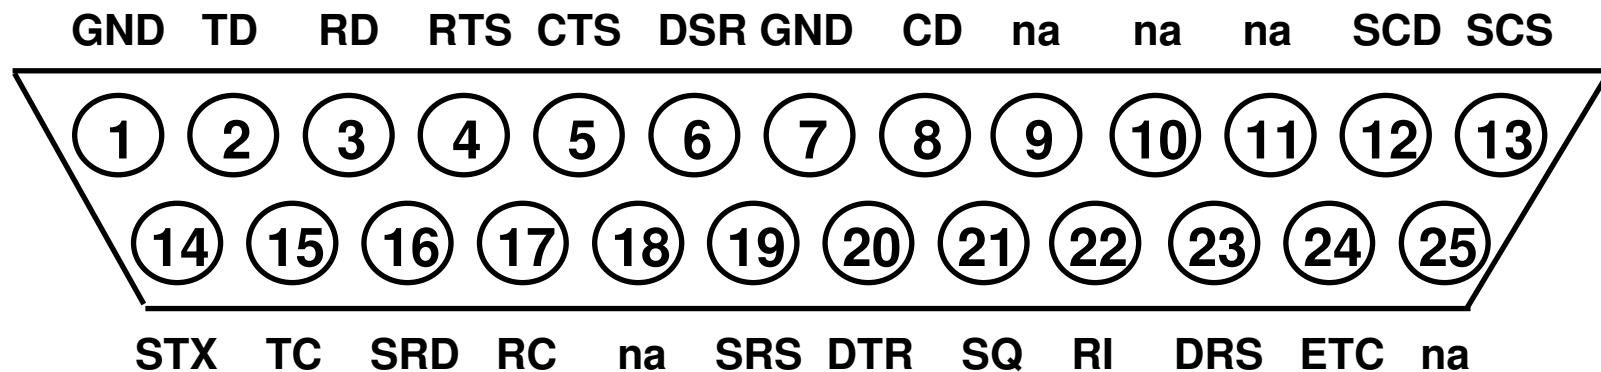 GND TD RD RTS CTS DSR GND CD na na na SCD SCS
1 2 3 4 5 6 7 8 9 10 11 12 13
14 15 16 17 18 19 20 21 22 23 24 25
STX TC SRD RC na SRS DTR SQ RI DRS ETC na